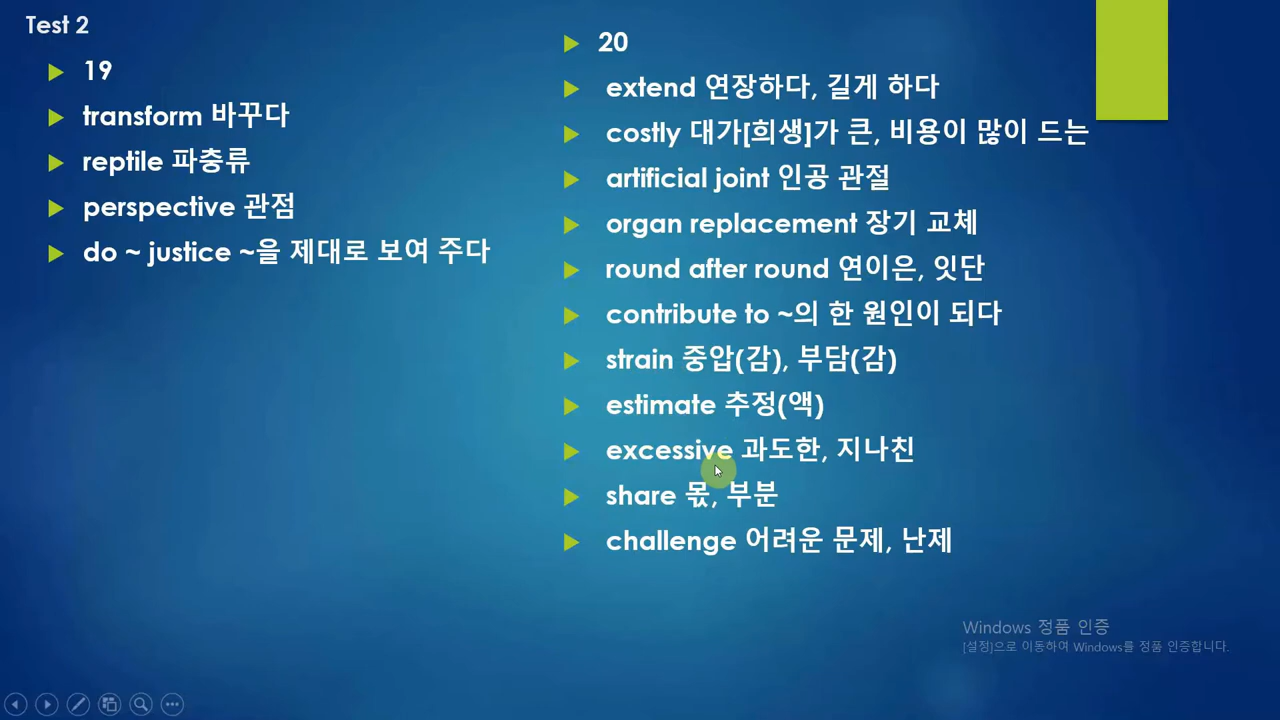 Test 2
19
transform 바꾸다
reptile 파충류
perspective 관점
do ~ justice ~을 제대로 보여 주다
20
extend 연장하다, 길게 하다
costly 대가[희생]가 큰, 비용이 많이 드는
artificial joint 인공 관절
organ replacement 장기 교체
round after round 연이은, 잇단
contribute to ~의 한 원인이 되다
strain 중압(감), 부담(감)
estimate 추정(액)
excessive 과도한, 지나친
share 몫, 부분
challenge 어려운 문제, 난제
Windows 정품 인증
[설정]으로 이동하여 Windows를 정품 인증합니다.